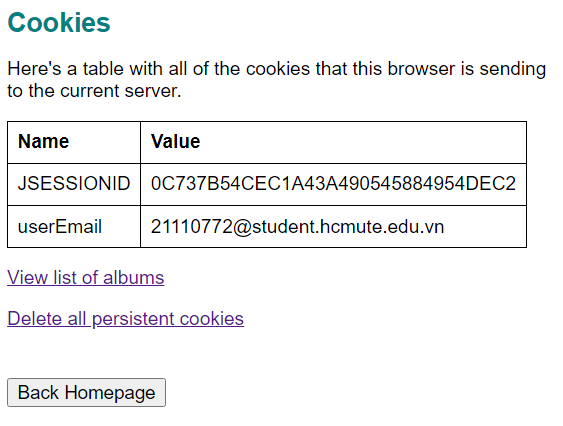 Cookies
Here's a table with all of the cookies that this browser is sending
to the current server.
Name Value
JSESSIONID 0C737B54CEC1A43A490545884954DEC2
userEmail 21110772@student.hcmute.edu.vn
View list of albums
Delete all persistent cookies
Back Homepage